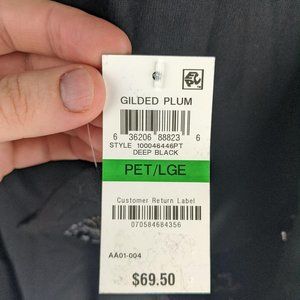 GILDED PLUM
6 36206 88823 6
STYLE 100046446PT
DEEP BLACK
PET/LGE
Customer Return Label
070584684356
AA01-004
$69.50